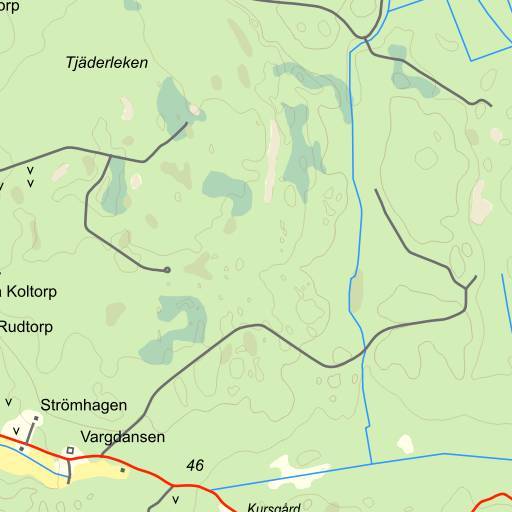 Tjäderleken
Koltorp
Rudtorp
Strömhagen
Vargdansen
46
Kursgård